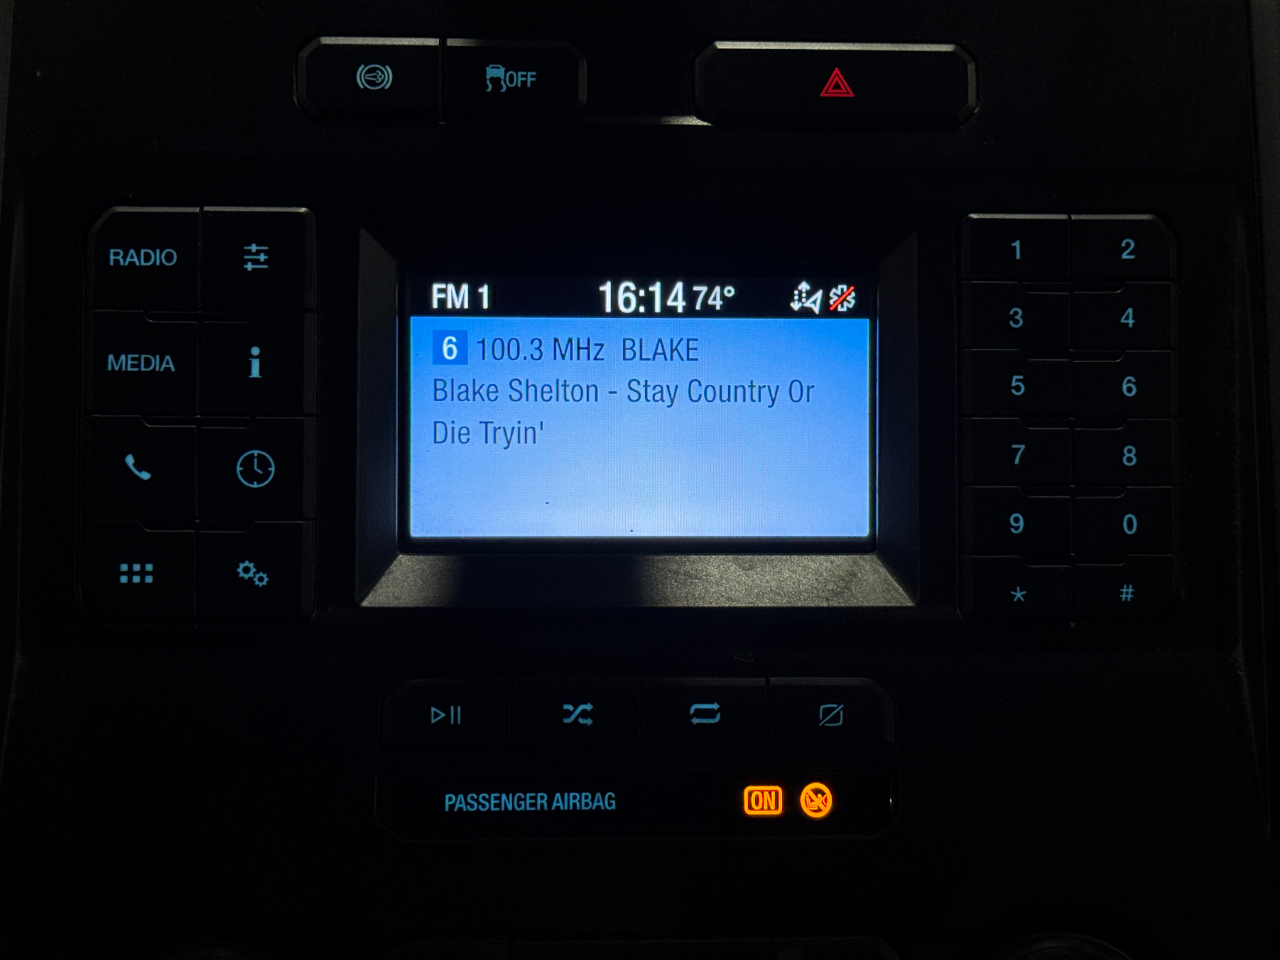 OFF
RADIO
MEDIA
FM 1 16:14 74°
6 100.3 MHz BLAKE
Blake Shelton - Stay Country Or
Die Tryin'
1 2
3 4
5 6
7 8
9 0
* #
PASSENGER AIRBAG ON